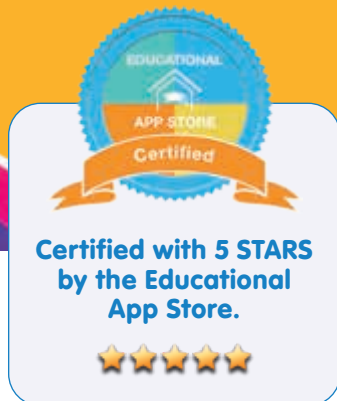 EDUCATIONAL
APP STORE
Certified
Certified with 5 STARS
by the Educational
App Store.